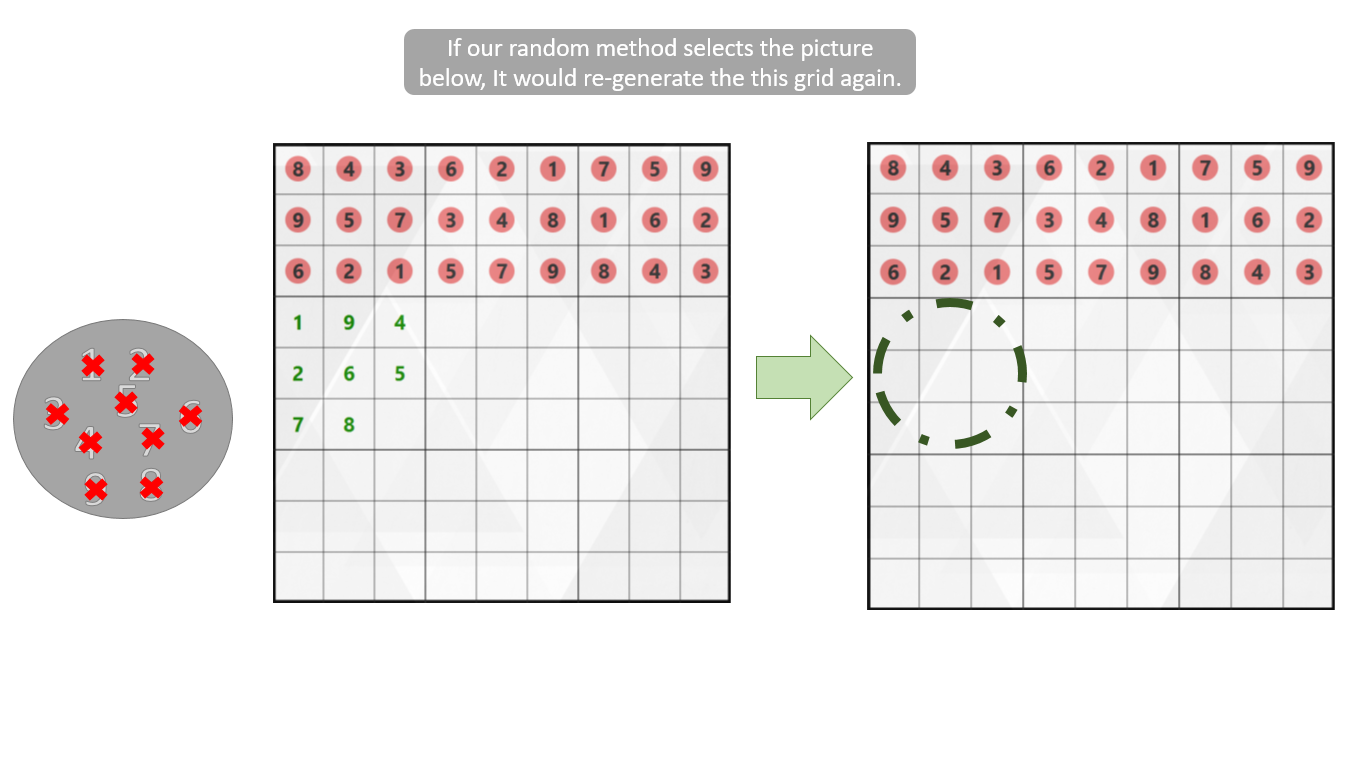 If our random method selects the picture
below, It would re-generate the this grid again.
8 4 3 6 2 1 7 5 9
9 5 7 3 4 8 1 6 2
6 2 1 5 7 9 8 4 3
1 9 4
2 6 5
7 8
8 4 3 6 2 1 7 5 9
9 5 7 3 4 8 1 6 2
6 2 1 5 7 9 8 4 3
1 2
3 5 6
4 7
9 8